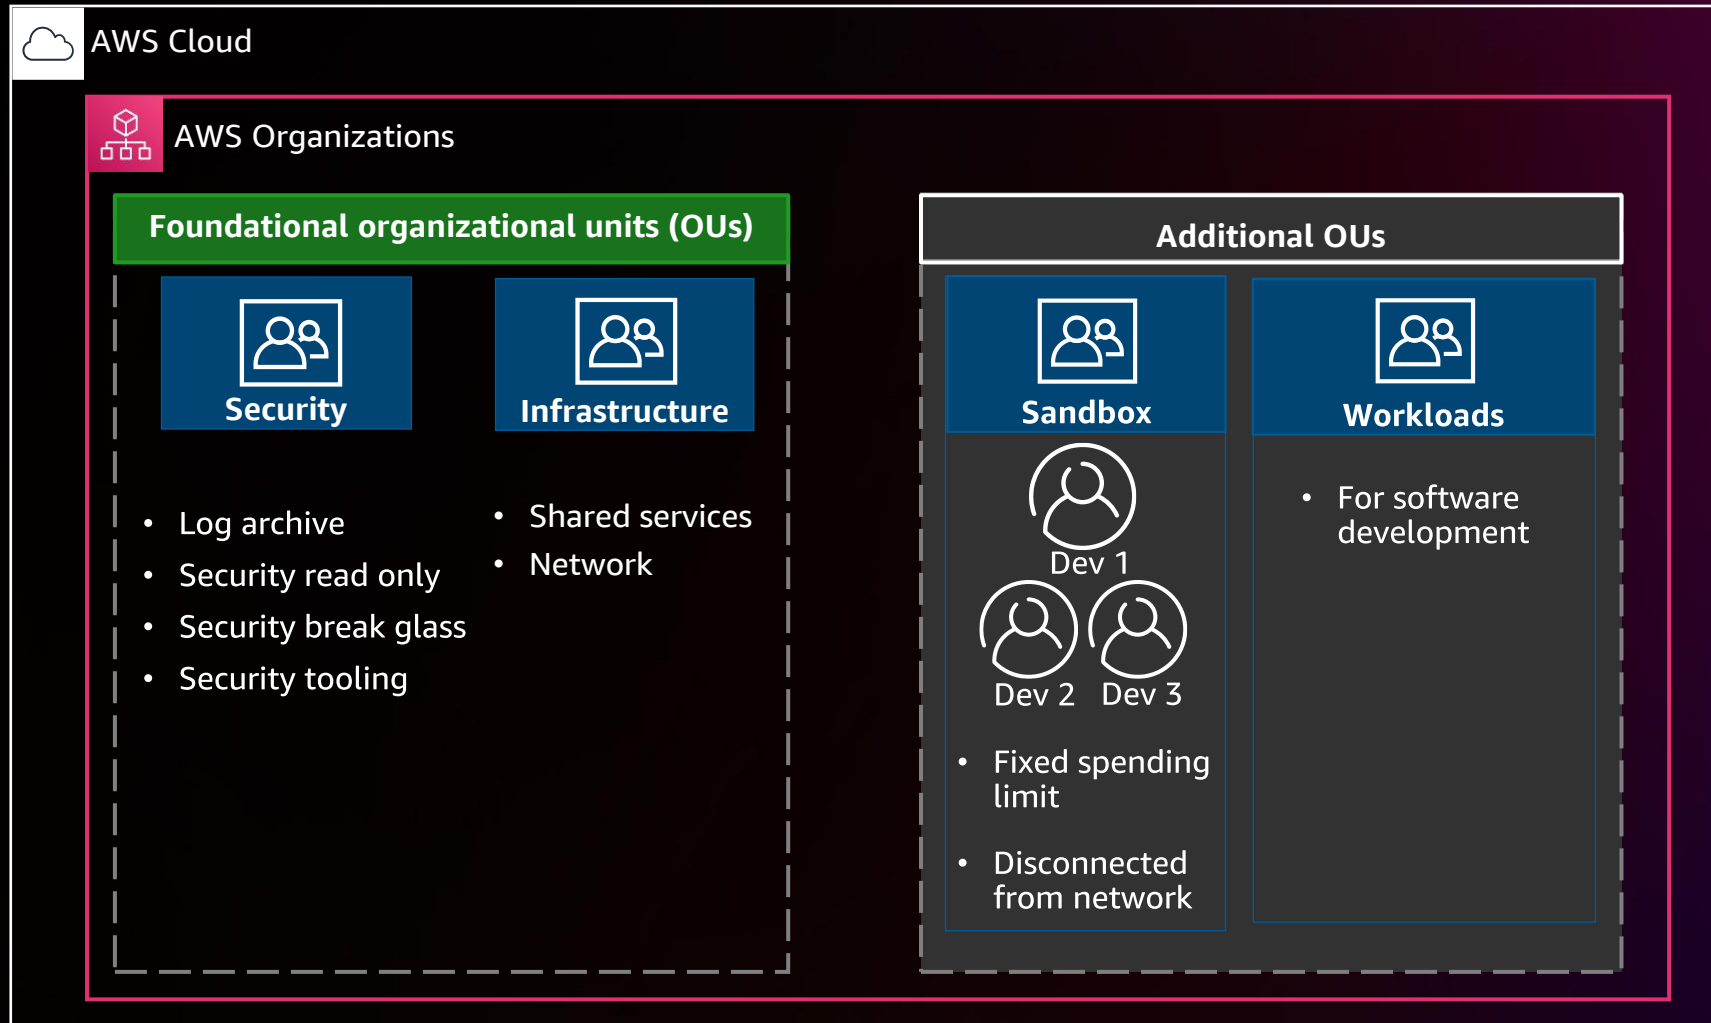 AWS Cloud
AWS Organizations
Foundational organizational units (OUs)
Security
Infrastructure
• Log archive
• Security read only
• Security break glass
• Security tooling
• Shared services
• Network
Additional OUs
Sandbox
Dev 1
Dev 2 Dev 3
• Fixed spending
limit
• Disconnected
from network
Workloads
• For software
development